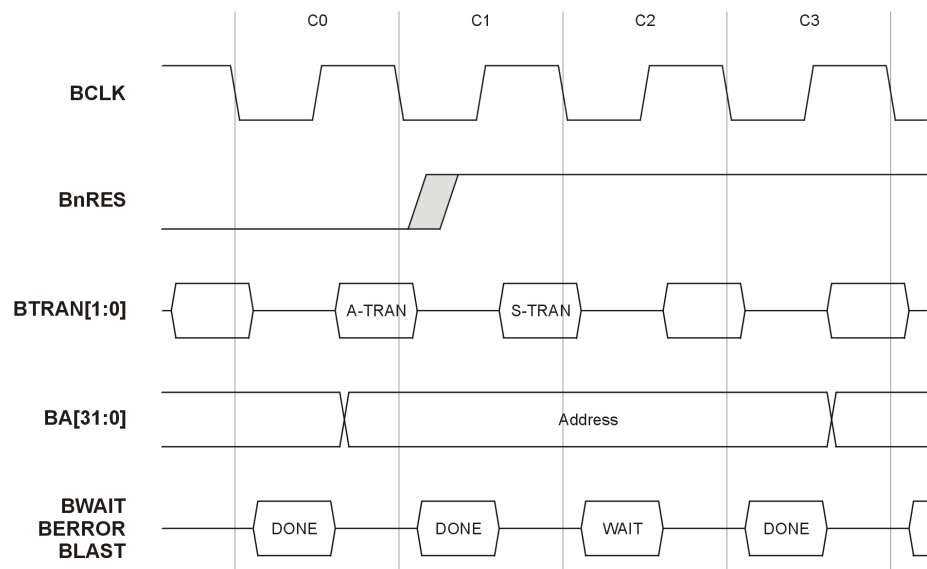 C0 C1 C2 C3
BCLK
BnRES
BTRAN[1:0] A-TRAN S-TRAN
BA[31:0] Address
BWAIT
BERROR DONE DONE WAIT DONE
BLAST